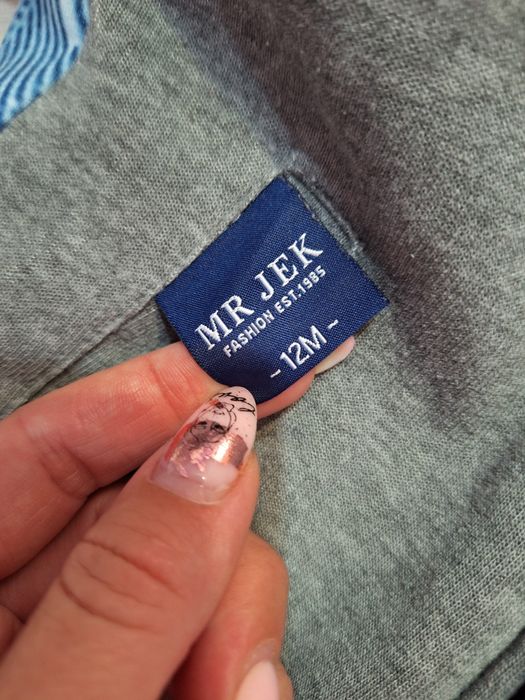 MR JEK
FASHION EST.1985
~ 12M ~